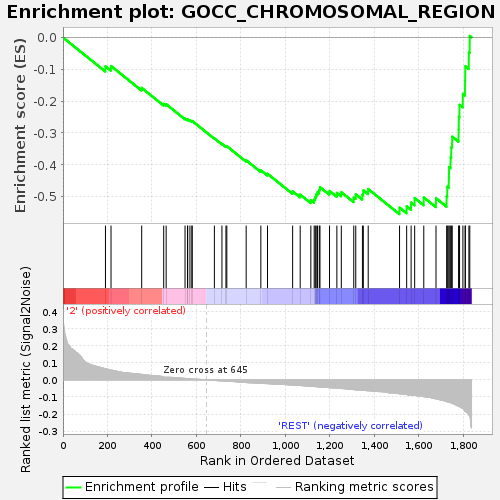 Enrichment plot: GOCC_CHROMOSOMAL_REGION
Enrichment score (ES)
0.0
-0.1
-0.2
-0.3
-0.4
-0.5
'2' (positively correlated)
Ranked list metric (Signal2Noise)
0.4
0.3
0.2
0.1
0.0
-0.1
-0.2
-0.3
Zero cross at 645
'REST' (negatively correlated)
0 200 400 600 800 1,000 1,200 1,400 1,600 1,800
Rank in Ordered Dataset
Enrichment profile Hits Ranking metric scores